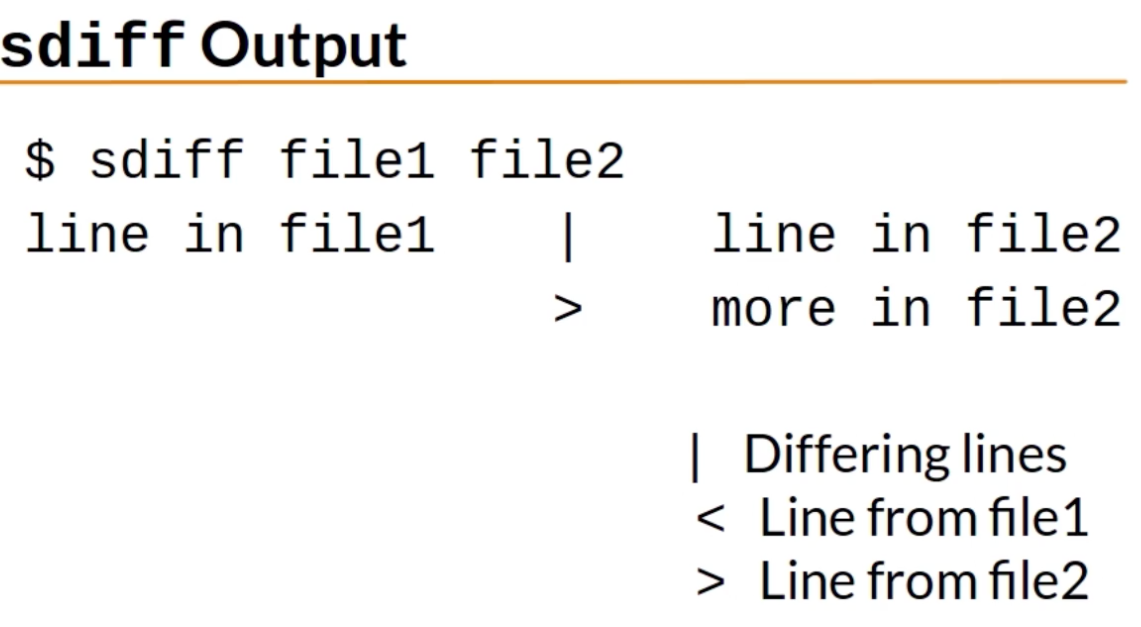 sdiff Output
$ sdiff file1 file2
line in file1 | line in file2
> more in file2
| Differing lines
< Line from file1
> Line from file2